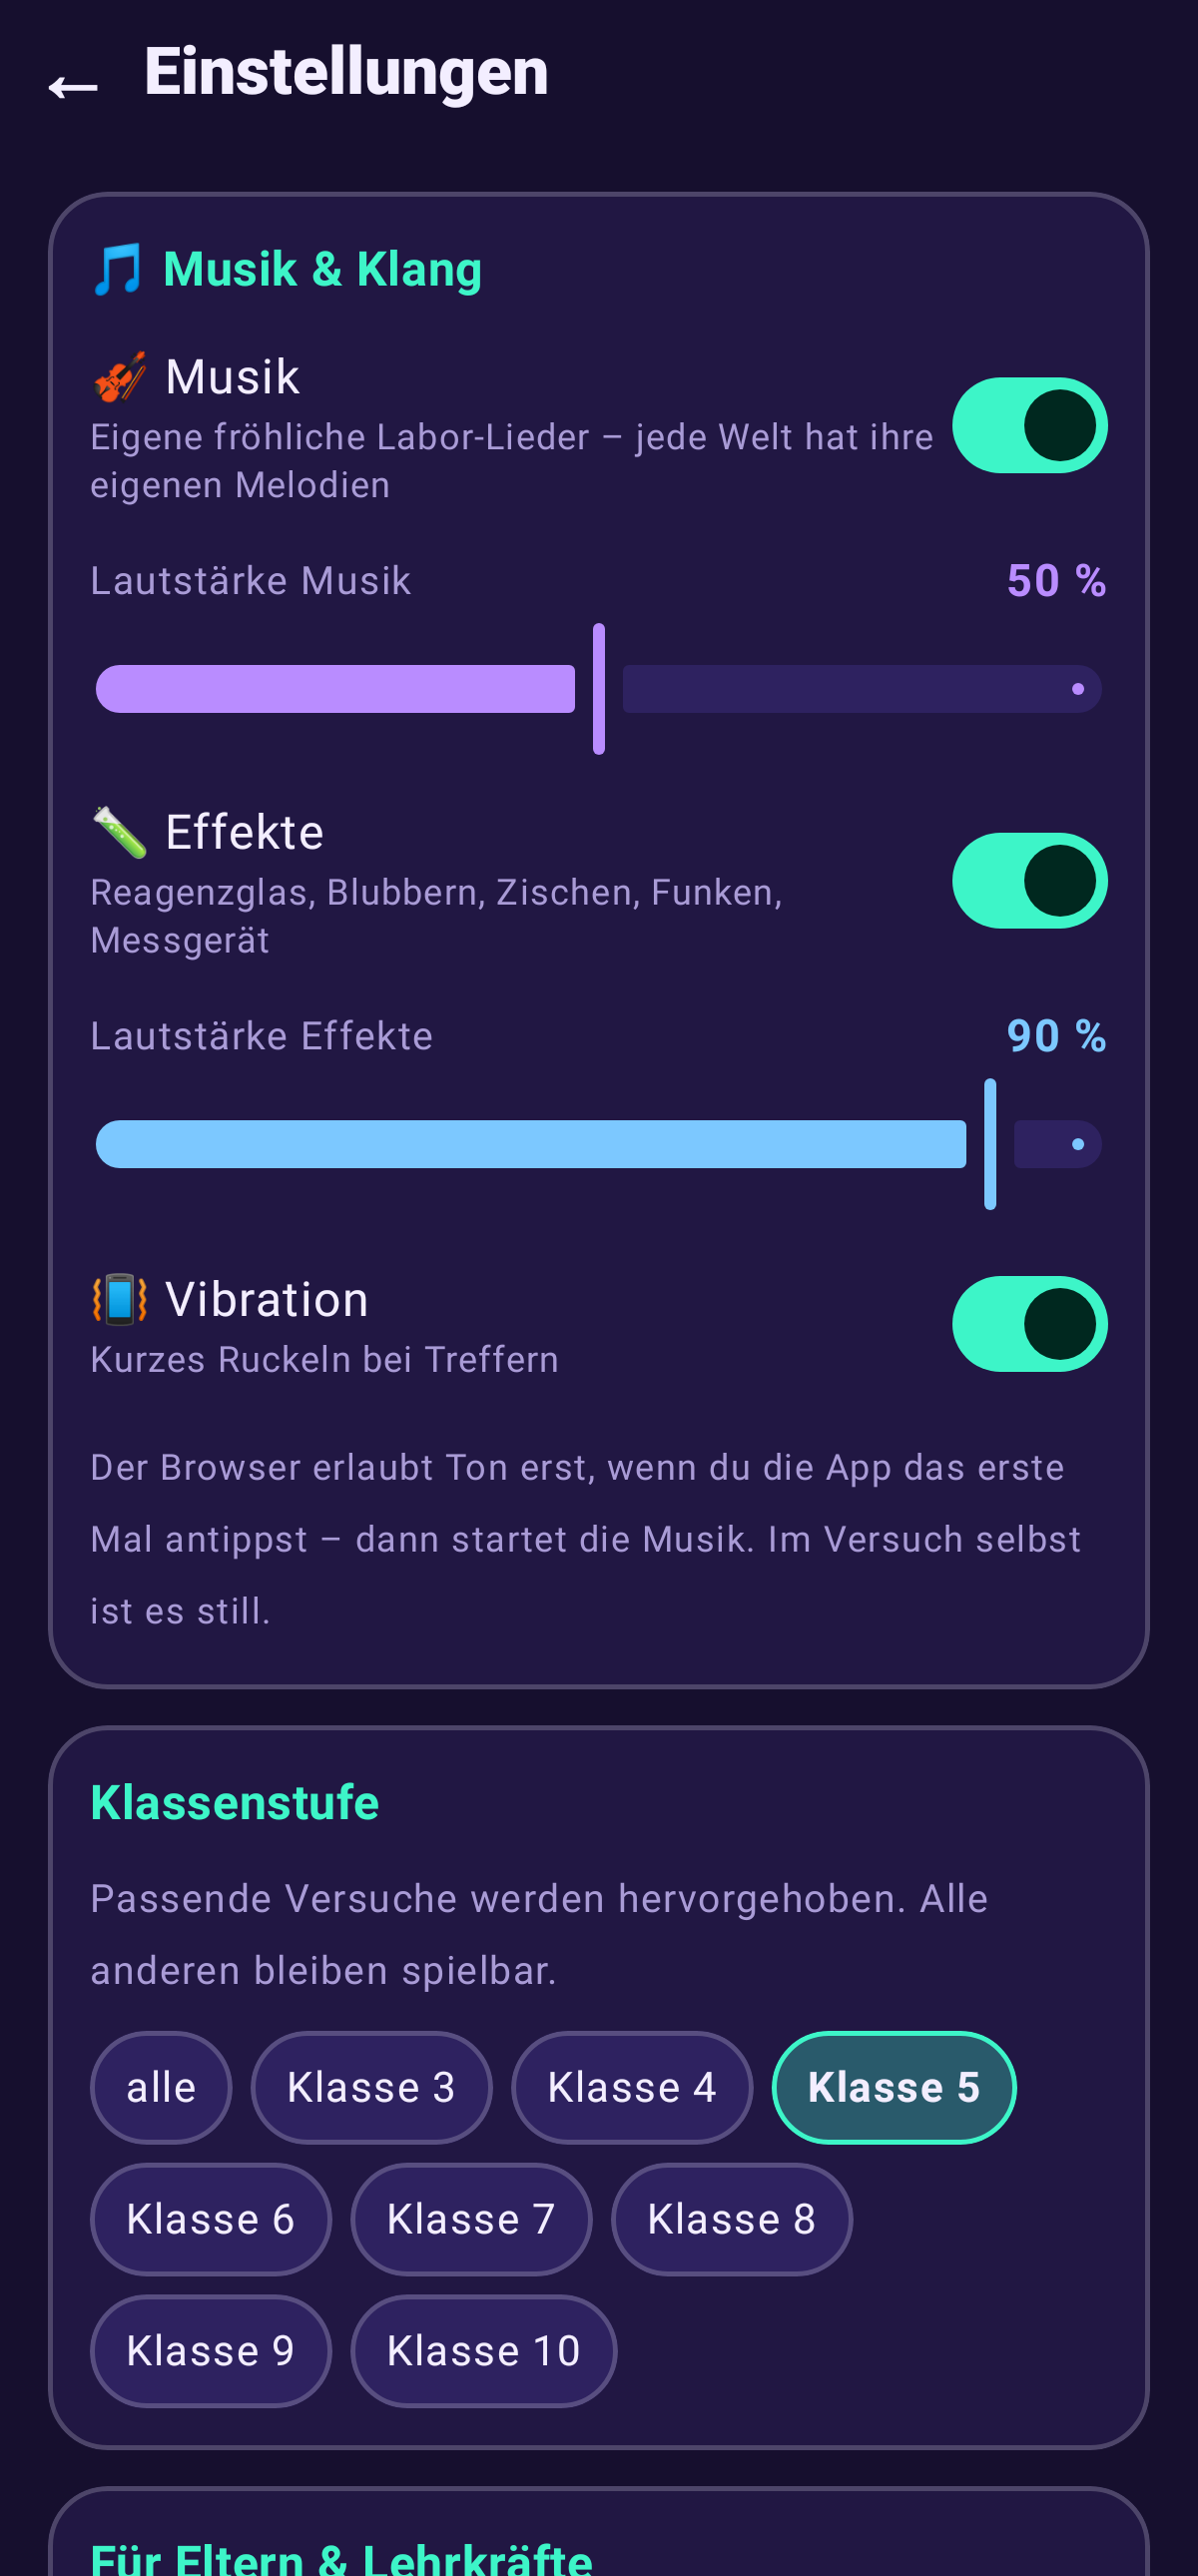 ← Einstellungen
🎵 Musik & Klang
🎻 Musik
Eigene fröhliche Labor-Lieder – jede Welt hat ihre
eigenen Melodien
Lautstärke Musik 50 %
🧪 Effekte
Reagenzglas, Blubbern, Zischen, Funken,
Messgerät
Lautstärke Effekte 90 %
📳 Vibration
Kurzes Ruckeln bei Treffern
Der Browser erlaubt Ton erst, wenn du die App das erste
Mal antippst – dann startet die Musik. Im Versuch selbst
ist es still.
Klassenstufe
Passende Versuche werden hervorgehoben. Alle
anderen bleiben spielbar.
alle Klasse 3 Klasse 4 Klasse 5
Klasse 6 Klasse 7 Klasse 8
Klasse 9 Klasse 10
Für Eltern & Lehrkräfte